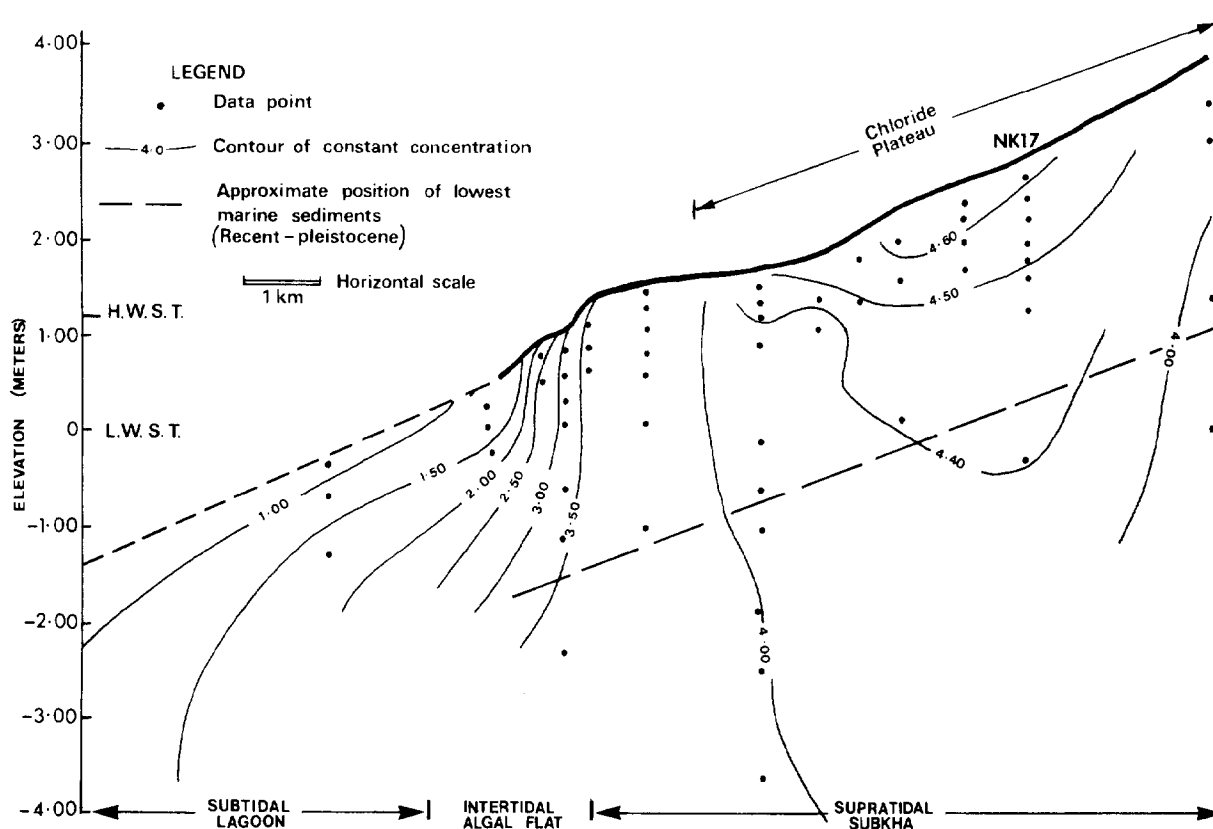 4·00
3·00
2·00
H.W.S.T.
1·00
0
L.W.S.T.
−1·00
−2·00
−3·00
−4·00
ELEVATION (METERS)
LEGEND
Data point
4·0
Contour of constant concentration
Approximate position of lowest
marine sediments
(Recent-pleistocene)
Horizontal scale
1 km
Chloride
Plateau
NK17
4·60
4·50
4·40
4·00
4·00
1·00
1·50
2·00
2·50
3·00
3·50
SUBTIDAL
LAGOON
INTERTIDAL
ALGAL FLAT
SUPRATIDAL
SUBKHA